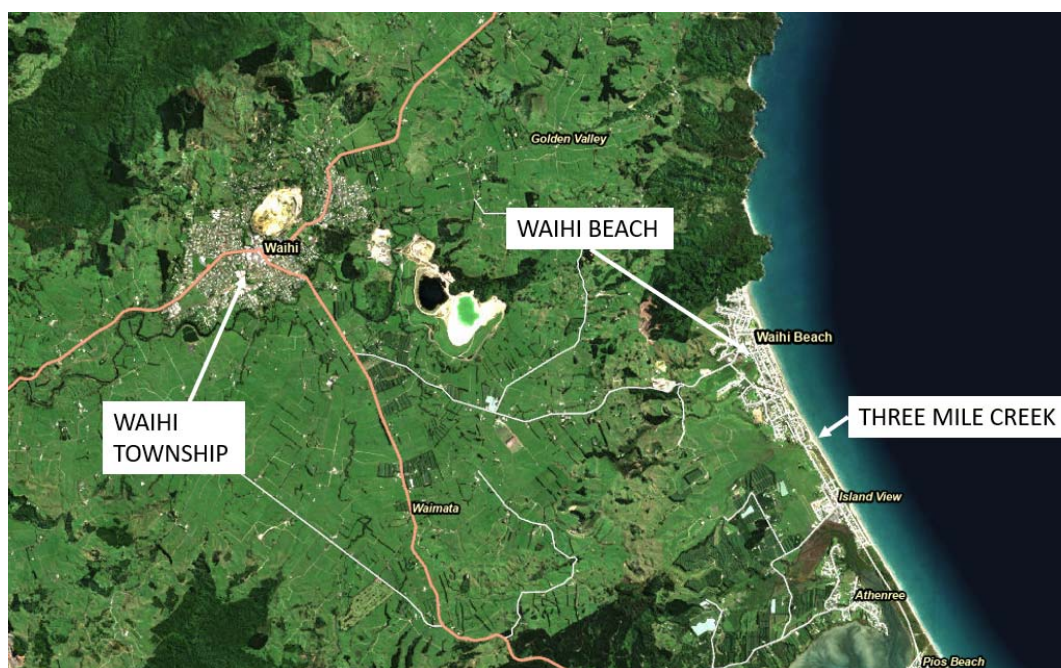 Golden Valley
WAIHI BEACH
Waihi
Waihi Beach
WAIHI
TOWNSHIP
THREE MILE CREEK
Island View
Waimata
Athenree
Pios Beach